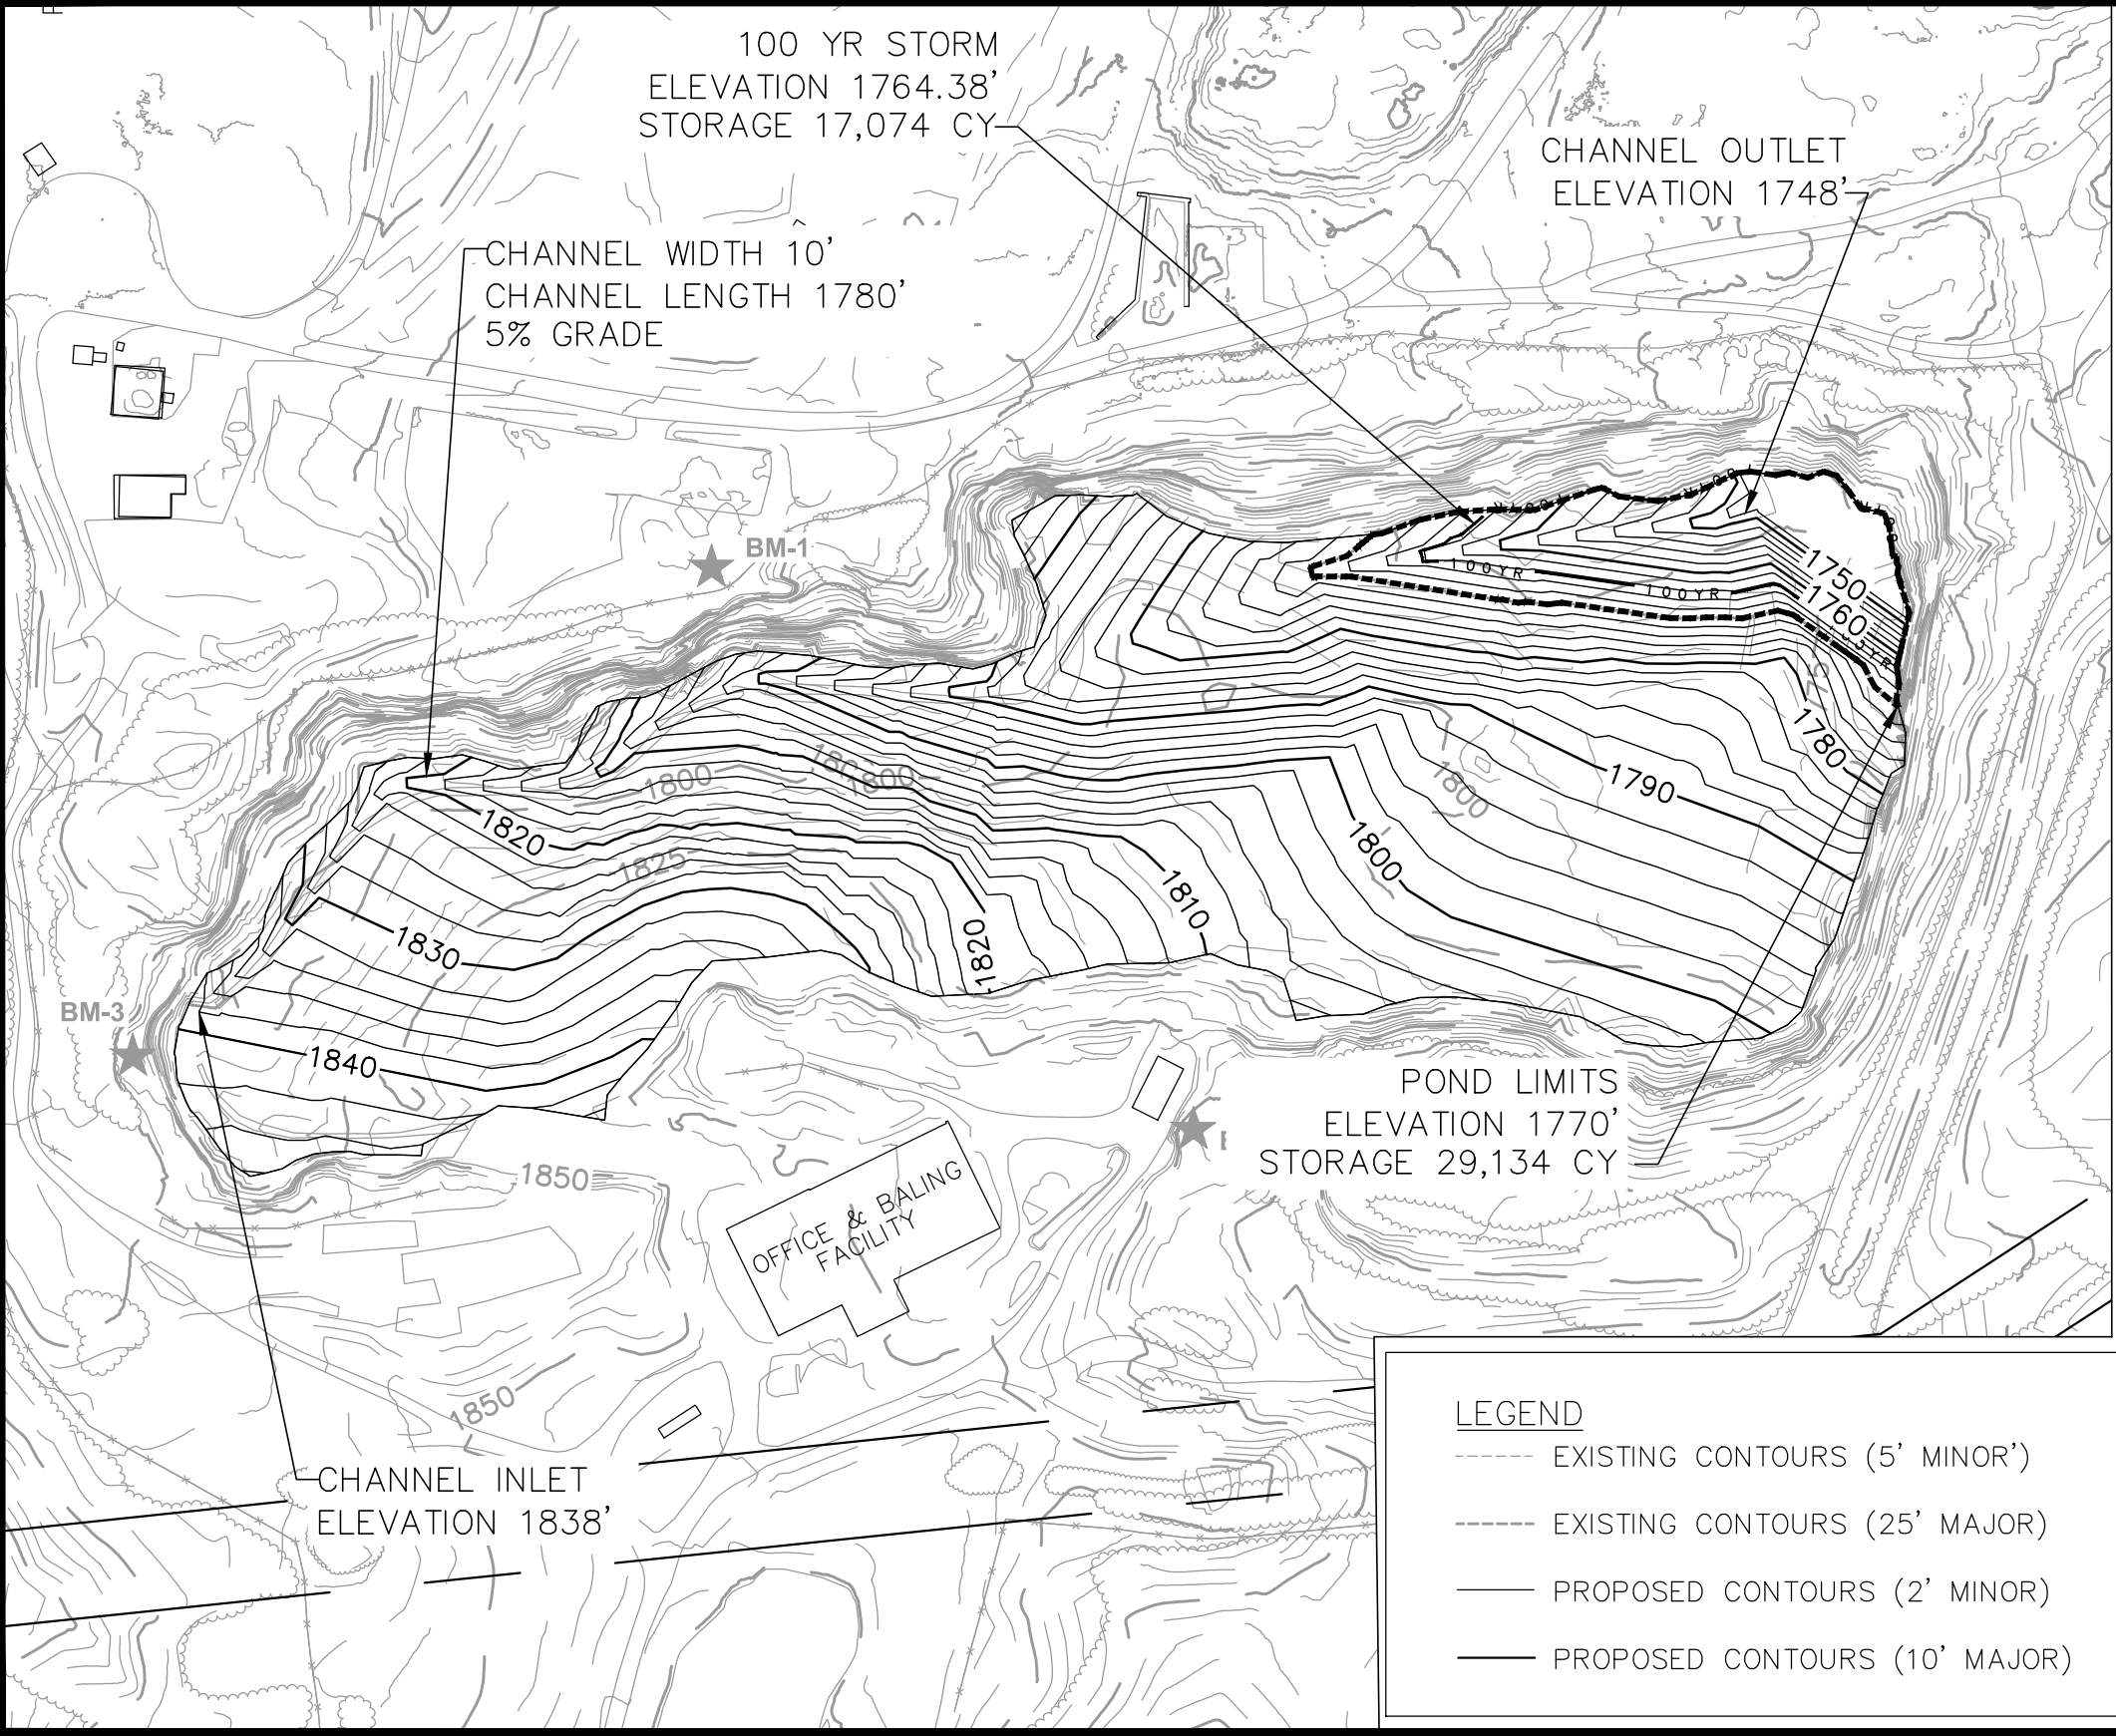 100 YR STORM
ELEVATION 1764.38'
STORAGE 17,074 CY
CHANNEL OUTLET
ELEVATION 1748'
CHANNEL WIDTH 10'
CHANNEL LENGTH 1780'
5% GRADE
BM-1
100YR
100YR
1750
1760
1780
1790
1800
1800
1800
1800
1820
1825
1810
1820
1830
BM-3
1840
POND LIMITS
ELEVATION 1770'
STORAGE 29,134 CY
1850
OFFICE & BALING
FACILITY
1850
CHANNEL INLET
ELEVATION 1838'
LEGEND
EXISTING CONTOURS (5' MINOR')
EXISTING CONTOURS (25' MAJOR)
PROPOSED CONTOURS (2' MINOR)
PROPOSED CONTOURS (10' MAJOR)